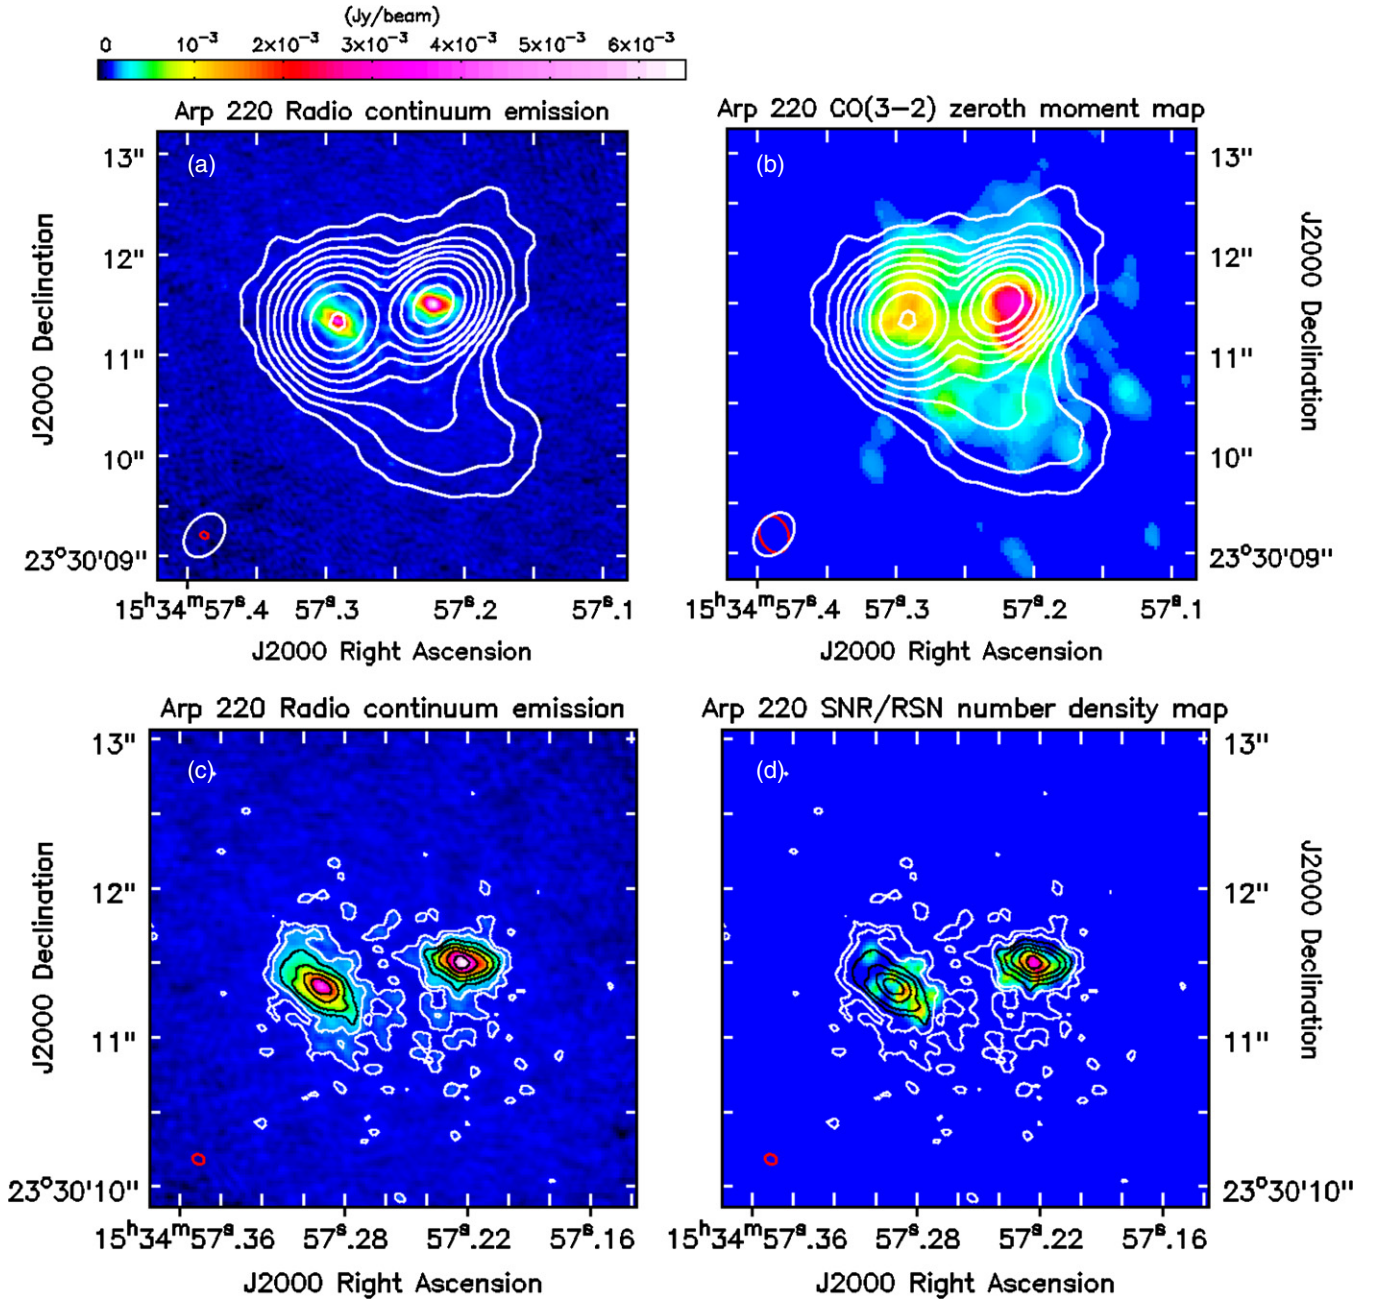 (Jy/beam)
0 10⁻³ 2×10⁻³ 3×10⁻³ 4×10⁻³ 5×10⁻³ 6×10⁻³
Arp 220 Radio continuum emission
(a)
13"
12"
11"
10"
23°30'09"
J2000 Declination
15ʰ34ᵐ57ˢ.4 57ˢ.3 57ˢ.2 57ˢ.1
J2000 Right Ascension
Arp 220 CO(3−2) zeroth moment map
(b)
13"
12"
11"
10"
23°30'09"
J2000 Declination
15ʰ34ᵐ57ˢ.4 57ˢ.3 57ˢ.2 57ˢ.1
J2000 Right Ascension
Arp 220 Radio continuum emission
(c)
13"
12"
11"
23°30'10"
J2000 Declination
15ʰ34ᵐ57ˢ.36 57ˢ.28 57ˢ.22 57ˢ.16
J2000 Right Ascension
Arp 220 SNR/RSN number density map
(d)
13"
12"
11"
23°30'10"
J2000 Declination
15ʰ34ᵐ57ˢ.36 57ˢ.28 57ˢ.22 57ˢ.16
J2000 Right Ascension